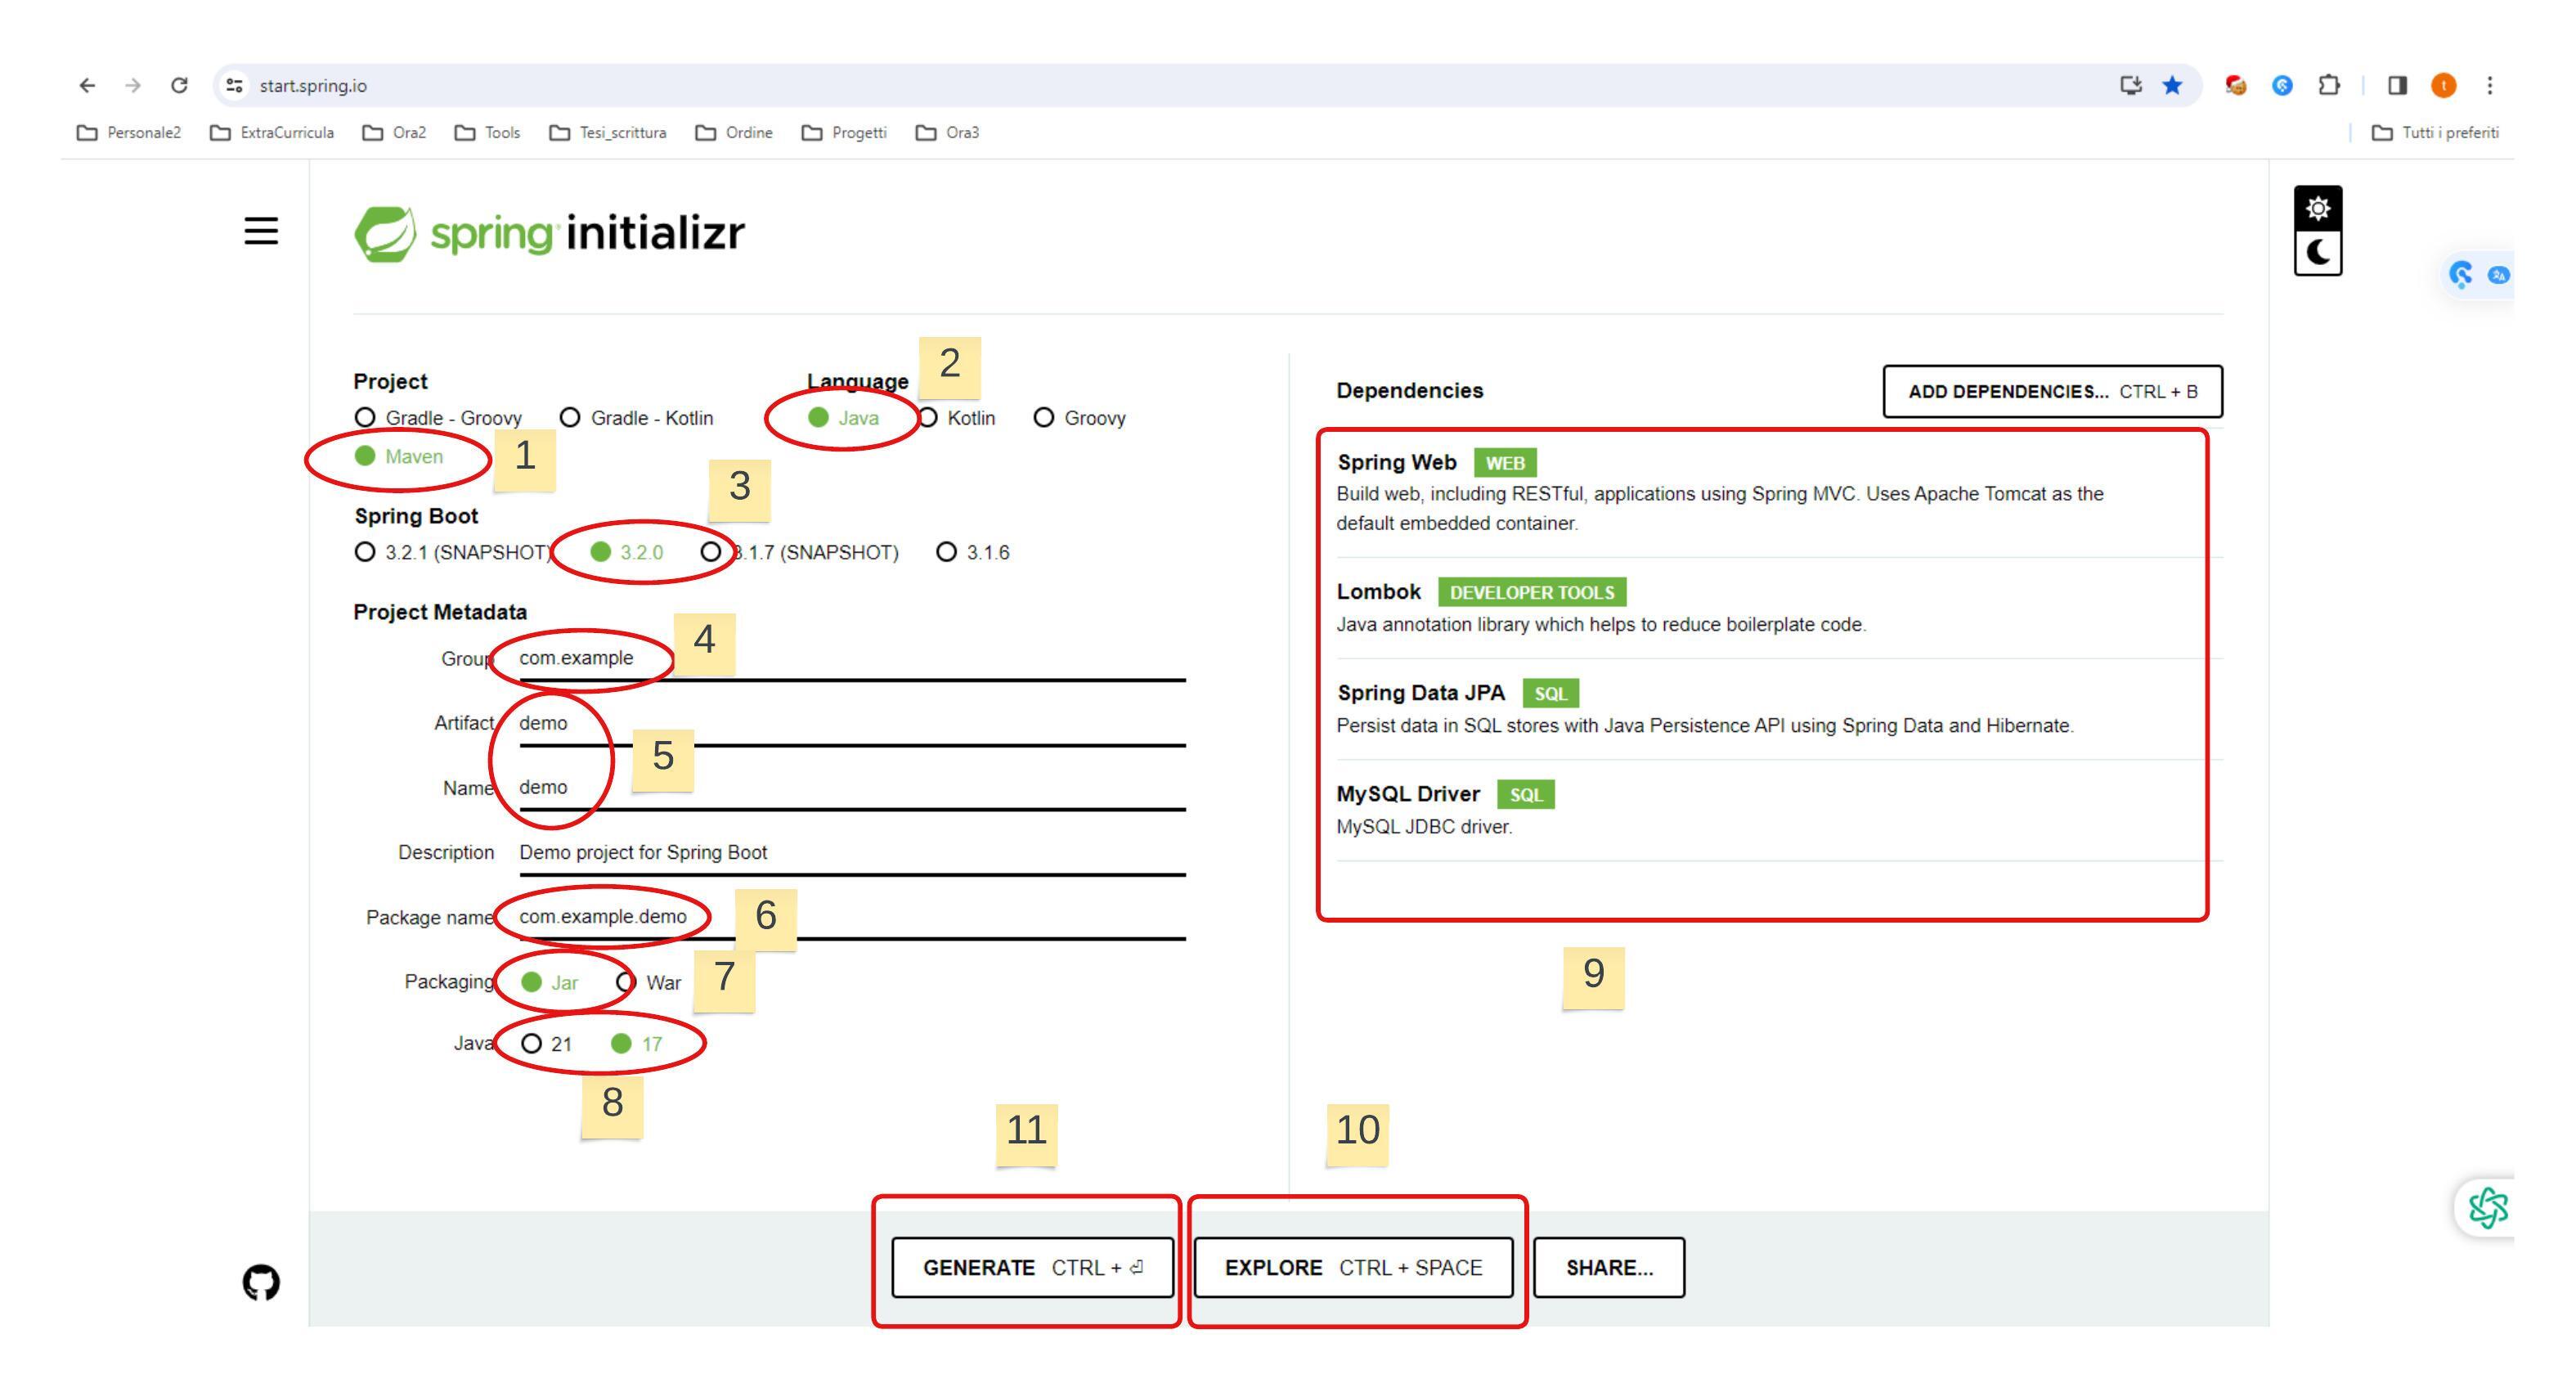 start.spring.io
Personale2 ExtraCurricula Ora2 Tools Tesi_scrittura Ordine Progetti Ora3 Tutti i preferiti
spring initializr
Project
Gradle - Groovy Gradle - Kotlin
Maven
1
Language
2
Java Kotlin Groovy
Spring Boot
3
3.2.1 (SNAPSHOT) 3.2.0 3.1.7 (SNAPSHOT) 3.1.6
Project Metadata
Group com.example
4
Artifact demo
5
Name demo
Description Demo project for Spring Boot
Package name com.example.demo
6
Packaging Jar War
7
Java 21 17
8
Dependencies
ADD DEPENDENCIES... CTRL + B
Spring Web WEB
Build web, including RESTful, applications using Spring MVC. Uses Apache Tomcat as the
default embedded container.
Lombok DEVELOPER TOOLS
Java annotation library which helps to reduce boilerplate code.
Spring Data JPA SQL
Persist data in SQL stores with Java Persistence API using Spring Data and Hibernate.
MySQL Driver SQL
MySQL JDBC driver.
9
11
10
GENERATE CTRL + ⏎
EXPLORE CTRL + SPACE
SHARE...